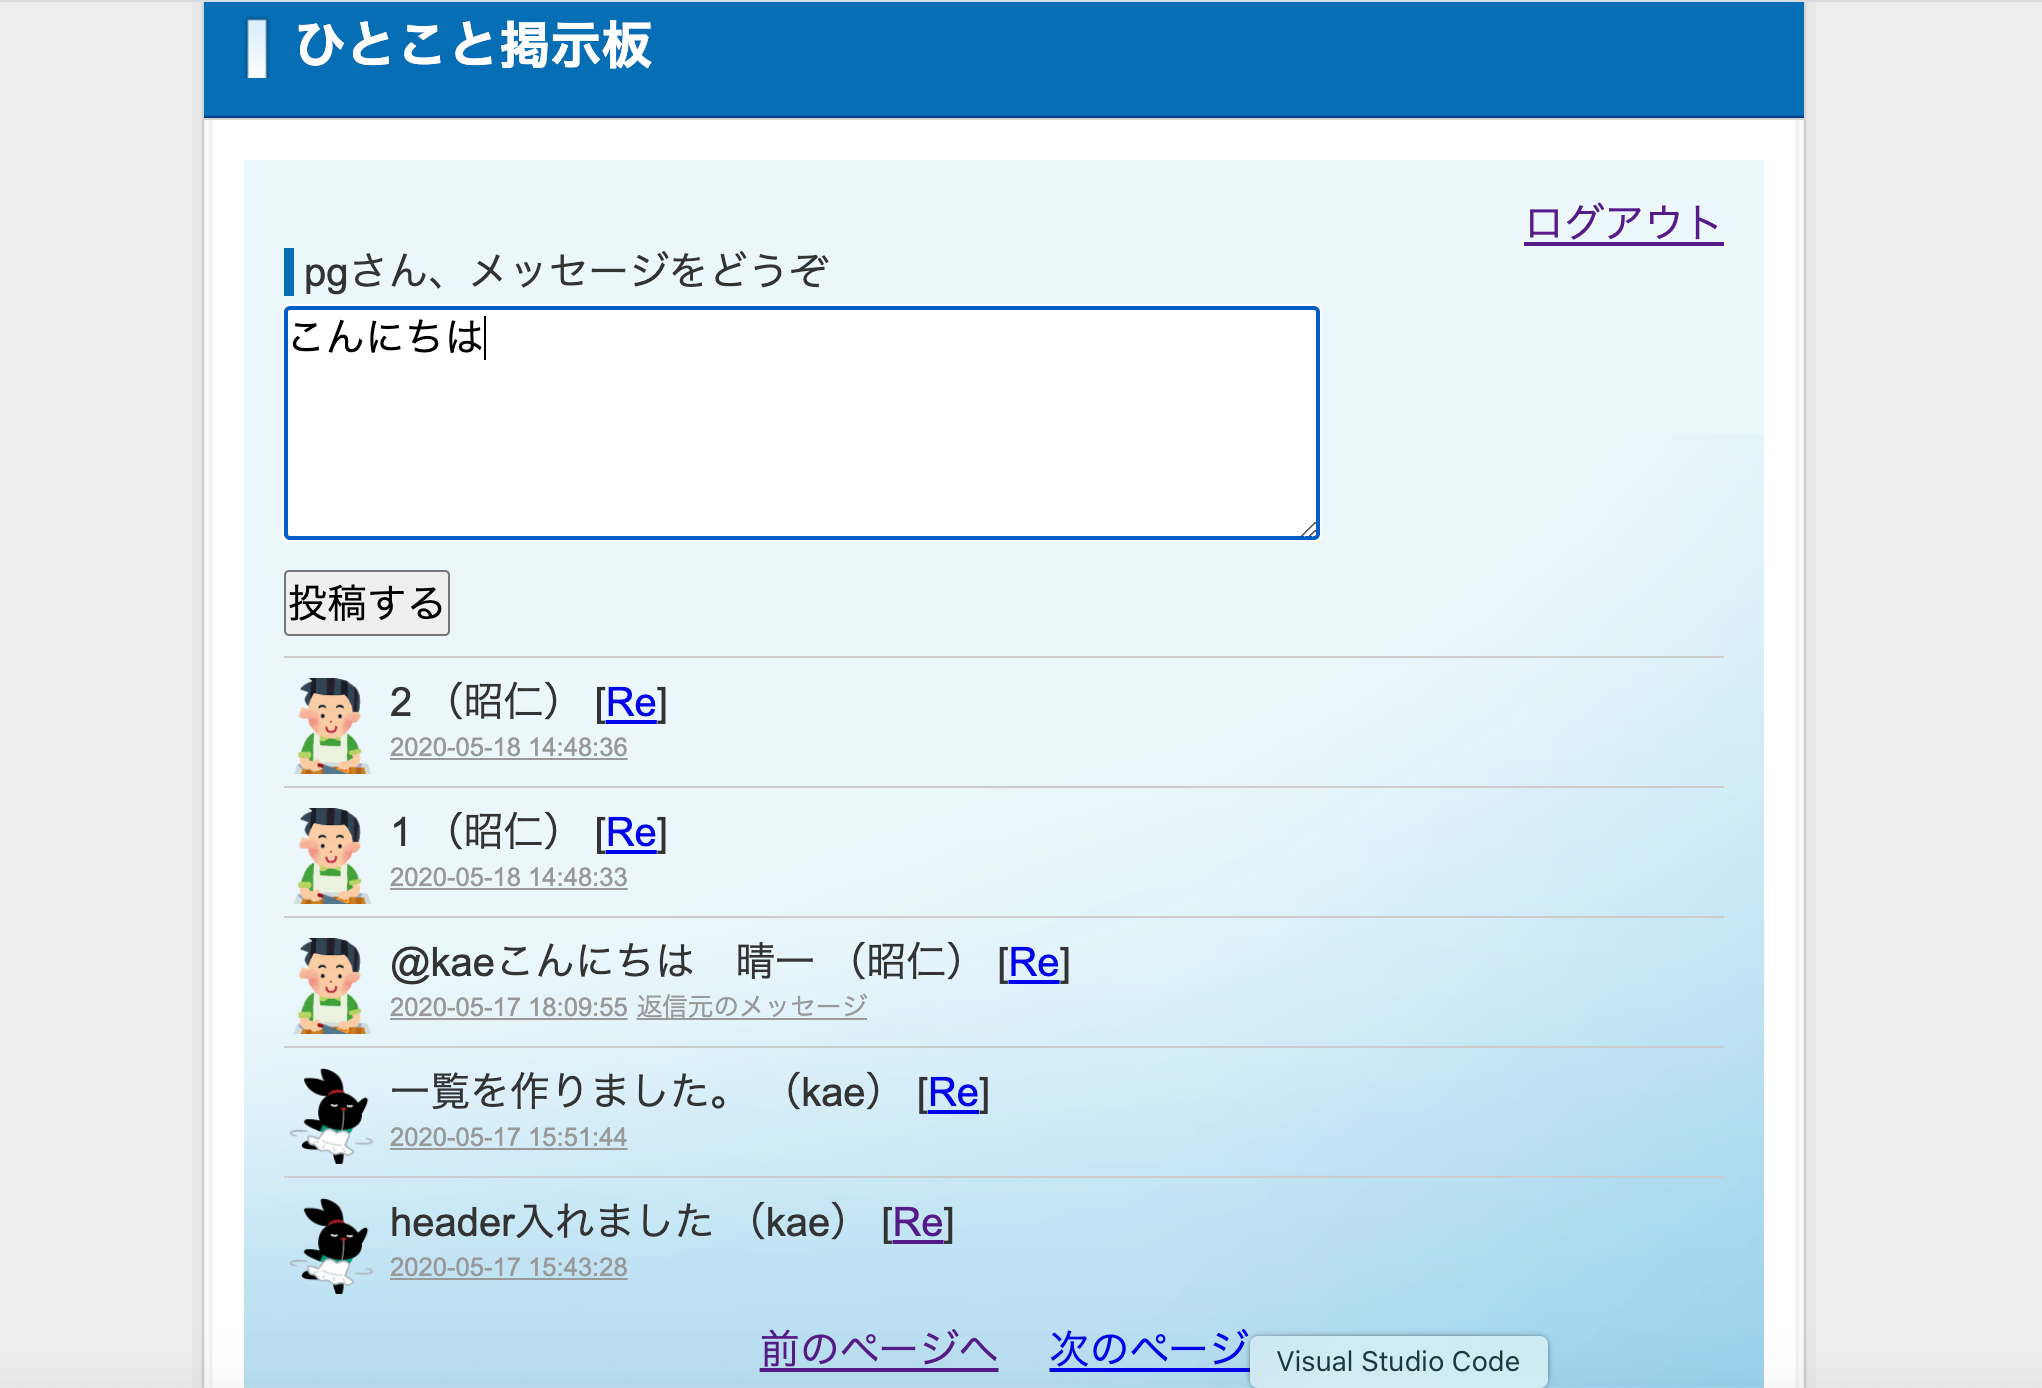 ひとこと掲示板
ログアウト
pgさん、メッセージをどうぞ
こんにちは
投稿する
2 （昭仁） [Re]
2020-05-18 14:48:36
1 （昭仁） [Re]
2020-05-18 14:48:33
@kaeこんにちは　晴一 （昭仁） [Re]
2020-05-17 18:09:55 返信元のメッセージ
一覧を作りました。 （kae） [Re]
2020-05-17 15:51:44
header入れました （kae） [Re]
2020-05-17 15:43:28
前のページへ 次のページ
Visual Studio Code